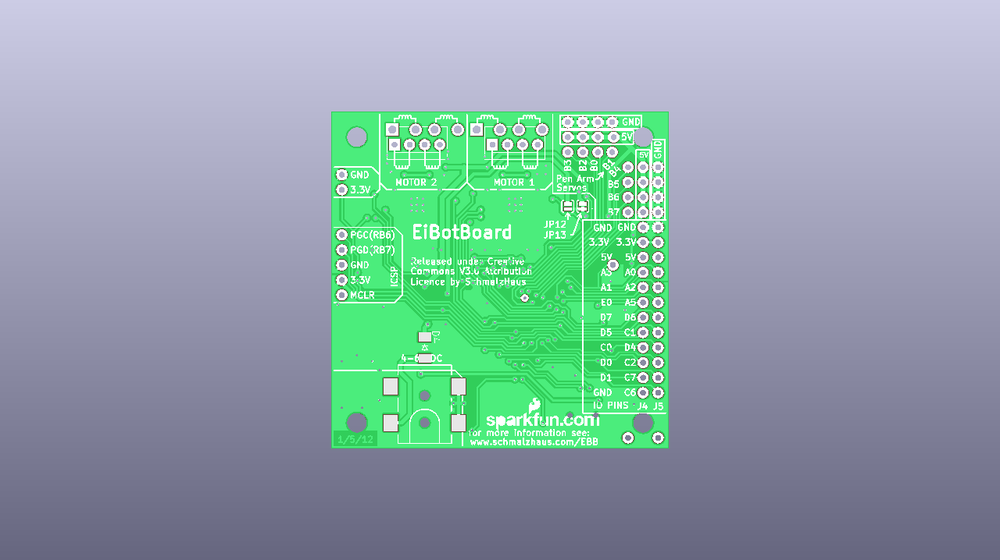 GND
5V
B3 B2 B0
5V
GND
MOTOR 2
MOTOR 1
GND
3.3V
Pen Arm
Servos
B5
B6
B7
JP12
JP13
EiBotBoard
PGC(RB6)
PGD(RB7)
GND
3.3V
MCLR
ICSP
Released under Creative
Commons V3.0 Attribution
Licence by SchmalzHaus
GND GND
3.3V 3.3V
5V 5V
A3 A0
A1 A2
E0 A5
D7 D8
D5 C1
C0 D4
D0 C2
D1 C7
GND C6
IO PINS J4 J5
1/5/12
sparkfun.com
for more information see:
www.schmalzhaus.com/EBB